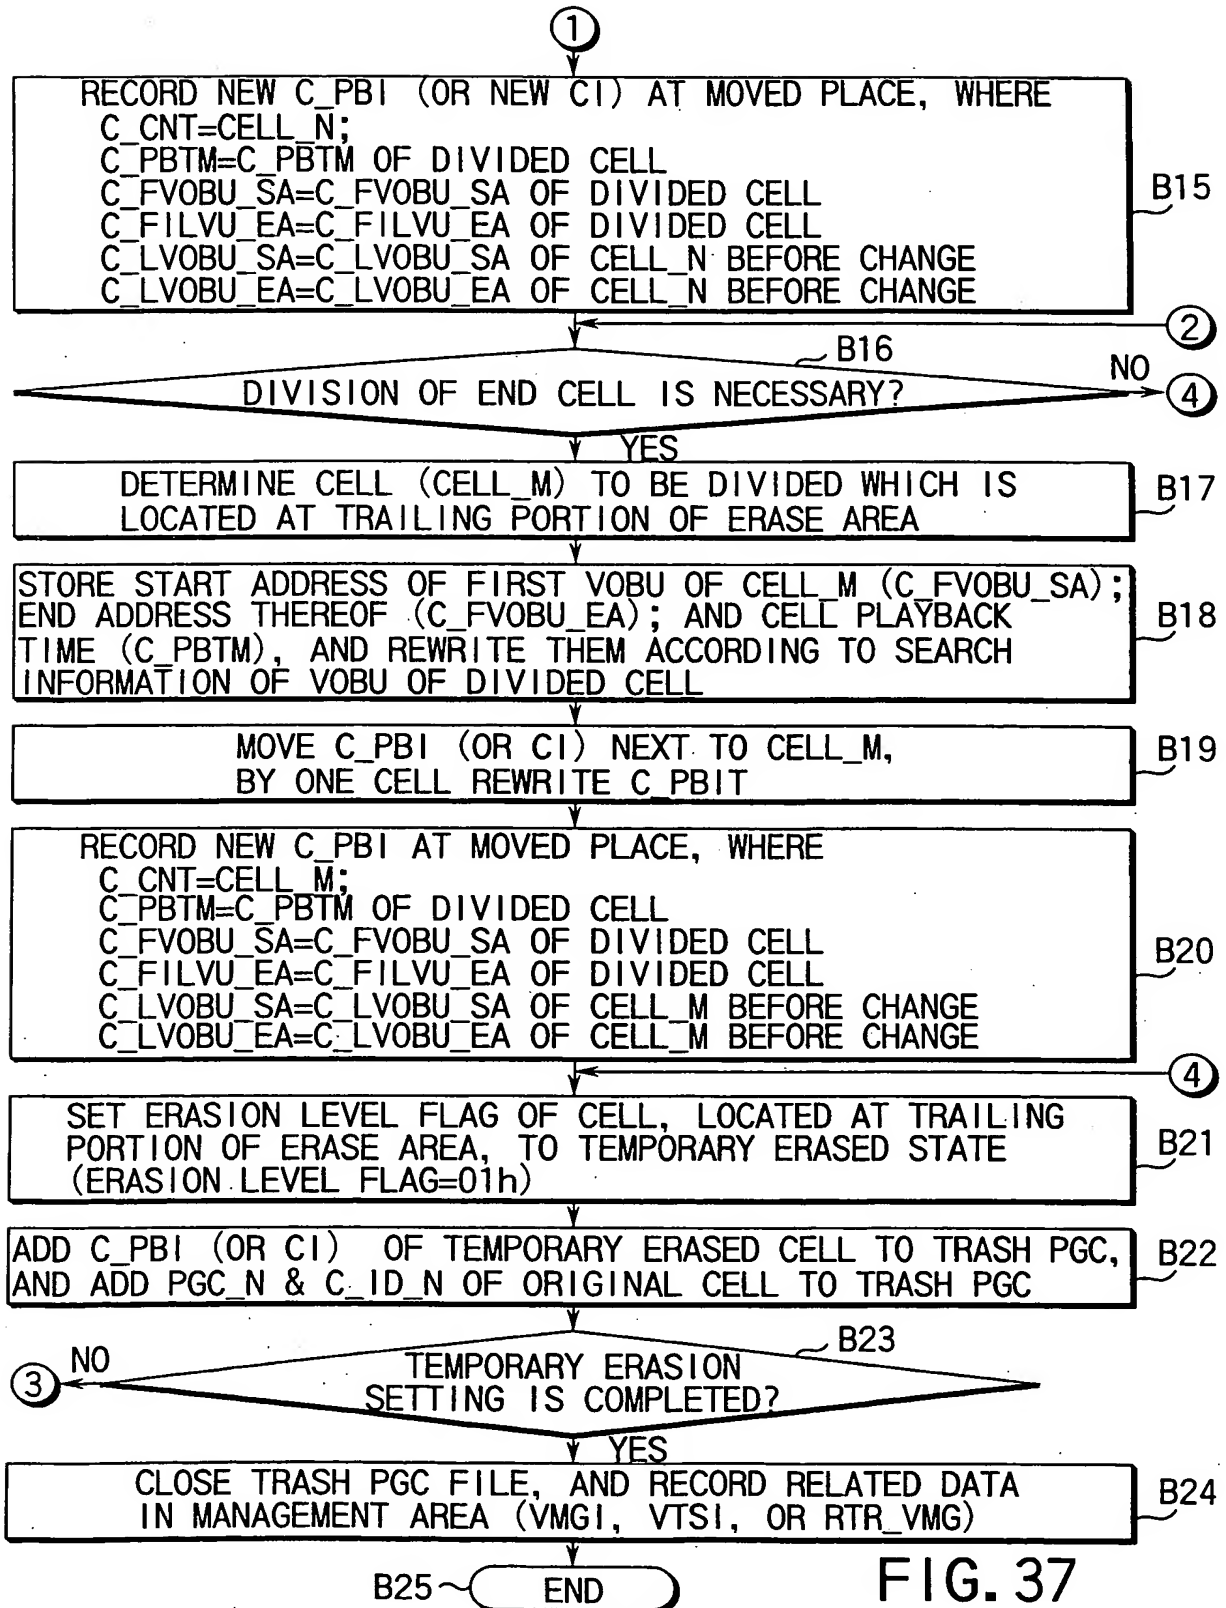 1
RECORD NEW C_PBI (OR NEW CI) AT MOVED PLACE, WHERE
C_CNT=CELL_N;
C_PBTM=C_PBTM OF DIVIDED CELL
C_FVOBU_SA=C_FVOBU_SA OF DIVIDED CELL
C_FILVU_EA=C_FILVU_EA OF DIVIDED CELL
C_LVOBU_SA=C_LVOBU_SA OF CELL_N BEFORE CHANGE
C_LVOBU_EA=C_LVOBU_EA OF CELL_N BEFORE CHANGE
B15
2
B16
DIVISION OF END CELL IS NECESSARY?
NO
4
YES
DETERMINE CELL (CELL_M) TO BE DIVIDED WHICH IS
LOCATED AT TRAILING PORTION OF ERASE AREA
B17
STORE START ADDRESS OF FIRST VOBU OF CELL_M (C_FVOBU_SA);
END ADDRESS THEREOF (C_FVOBU_EA); AND CELL PLAYBACK
TIME (C_PBTM), AND REWRITE THEM ACCORDING TO SEARCH
INFORMATION OF VOBU OF DIVIDED CELL
B18
MOVE C_PBI (OR CI) NEXT TO CELL_M,
BY ONE CELL REWRITE C_PBIT
B19
RECORD NEW C_PBI AT MOVED PLACE, WHERE
C_CNT=CELL_M;
C_PBTM=C_PBTM OF DIVIDED CELL
C_FVOBU_SA=C_FVOBU_SA OF DIVIDED CELL
C_FILVU_EA=C_FILVU_EA OF DIVIDED CELL
C_LVOBU_SA=C_LVOBU_SA OF CELL_M BEFORE CHANGE
C_LVOBU_EA=C_LVOBU_EA OF CELL_M BEFORE CHANGE
B20
4
SET ERASION LEVEL FLAG OF CELL, LOCATED AT TRAILING
PORTION OF ERASE AREA, TO TEMPORARY ERASED STATE
(ERASION LEVEL FLAG=01h)
B21
ADD C_PBI (OR CI) OF TEMPORARY ERASED CELL TO TRASH PGC,
AND ADD PGC_N & C_ID_N OF ORIGINAL CELL TO TRASH PGC
B22
B23
3
NO
TEMPORARY ERASION
SETTING IS COMPLETED?
YES
CLOSE TRASH PGC FILE, AND RECORD RELATED DATA
IN MANAGEMENT AREA (VMGI, VTSI, OR RTR_VMG)
B24
B25
END
FIG. 37